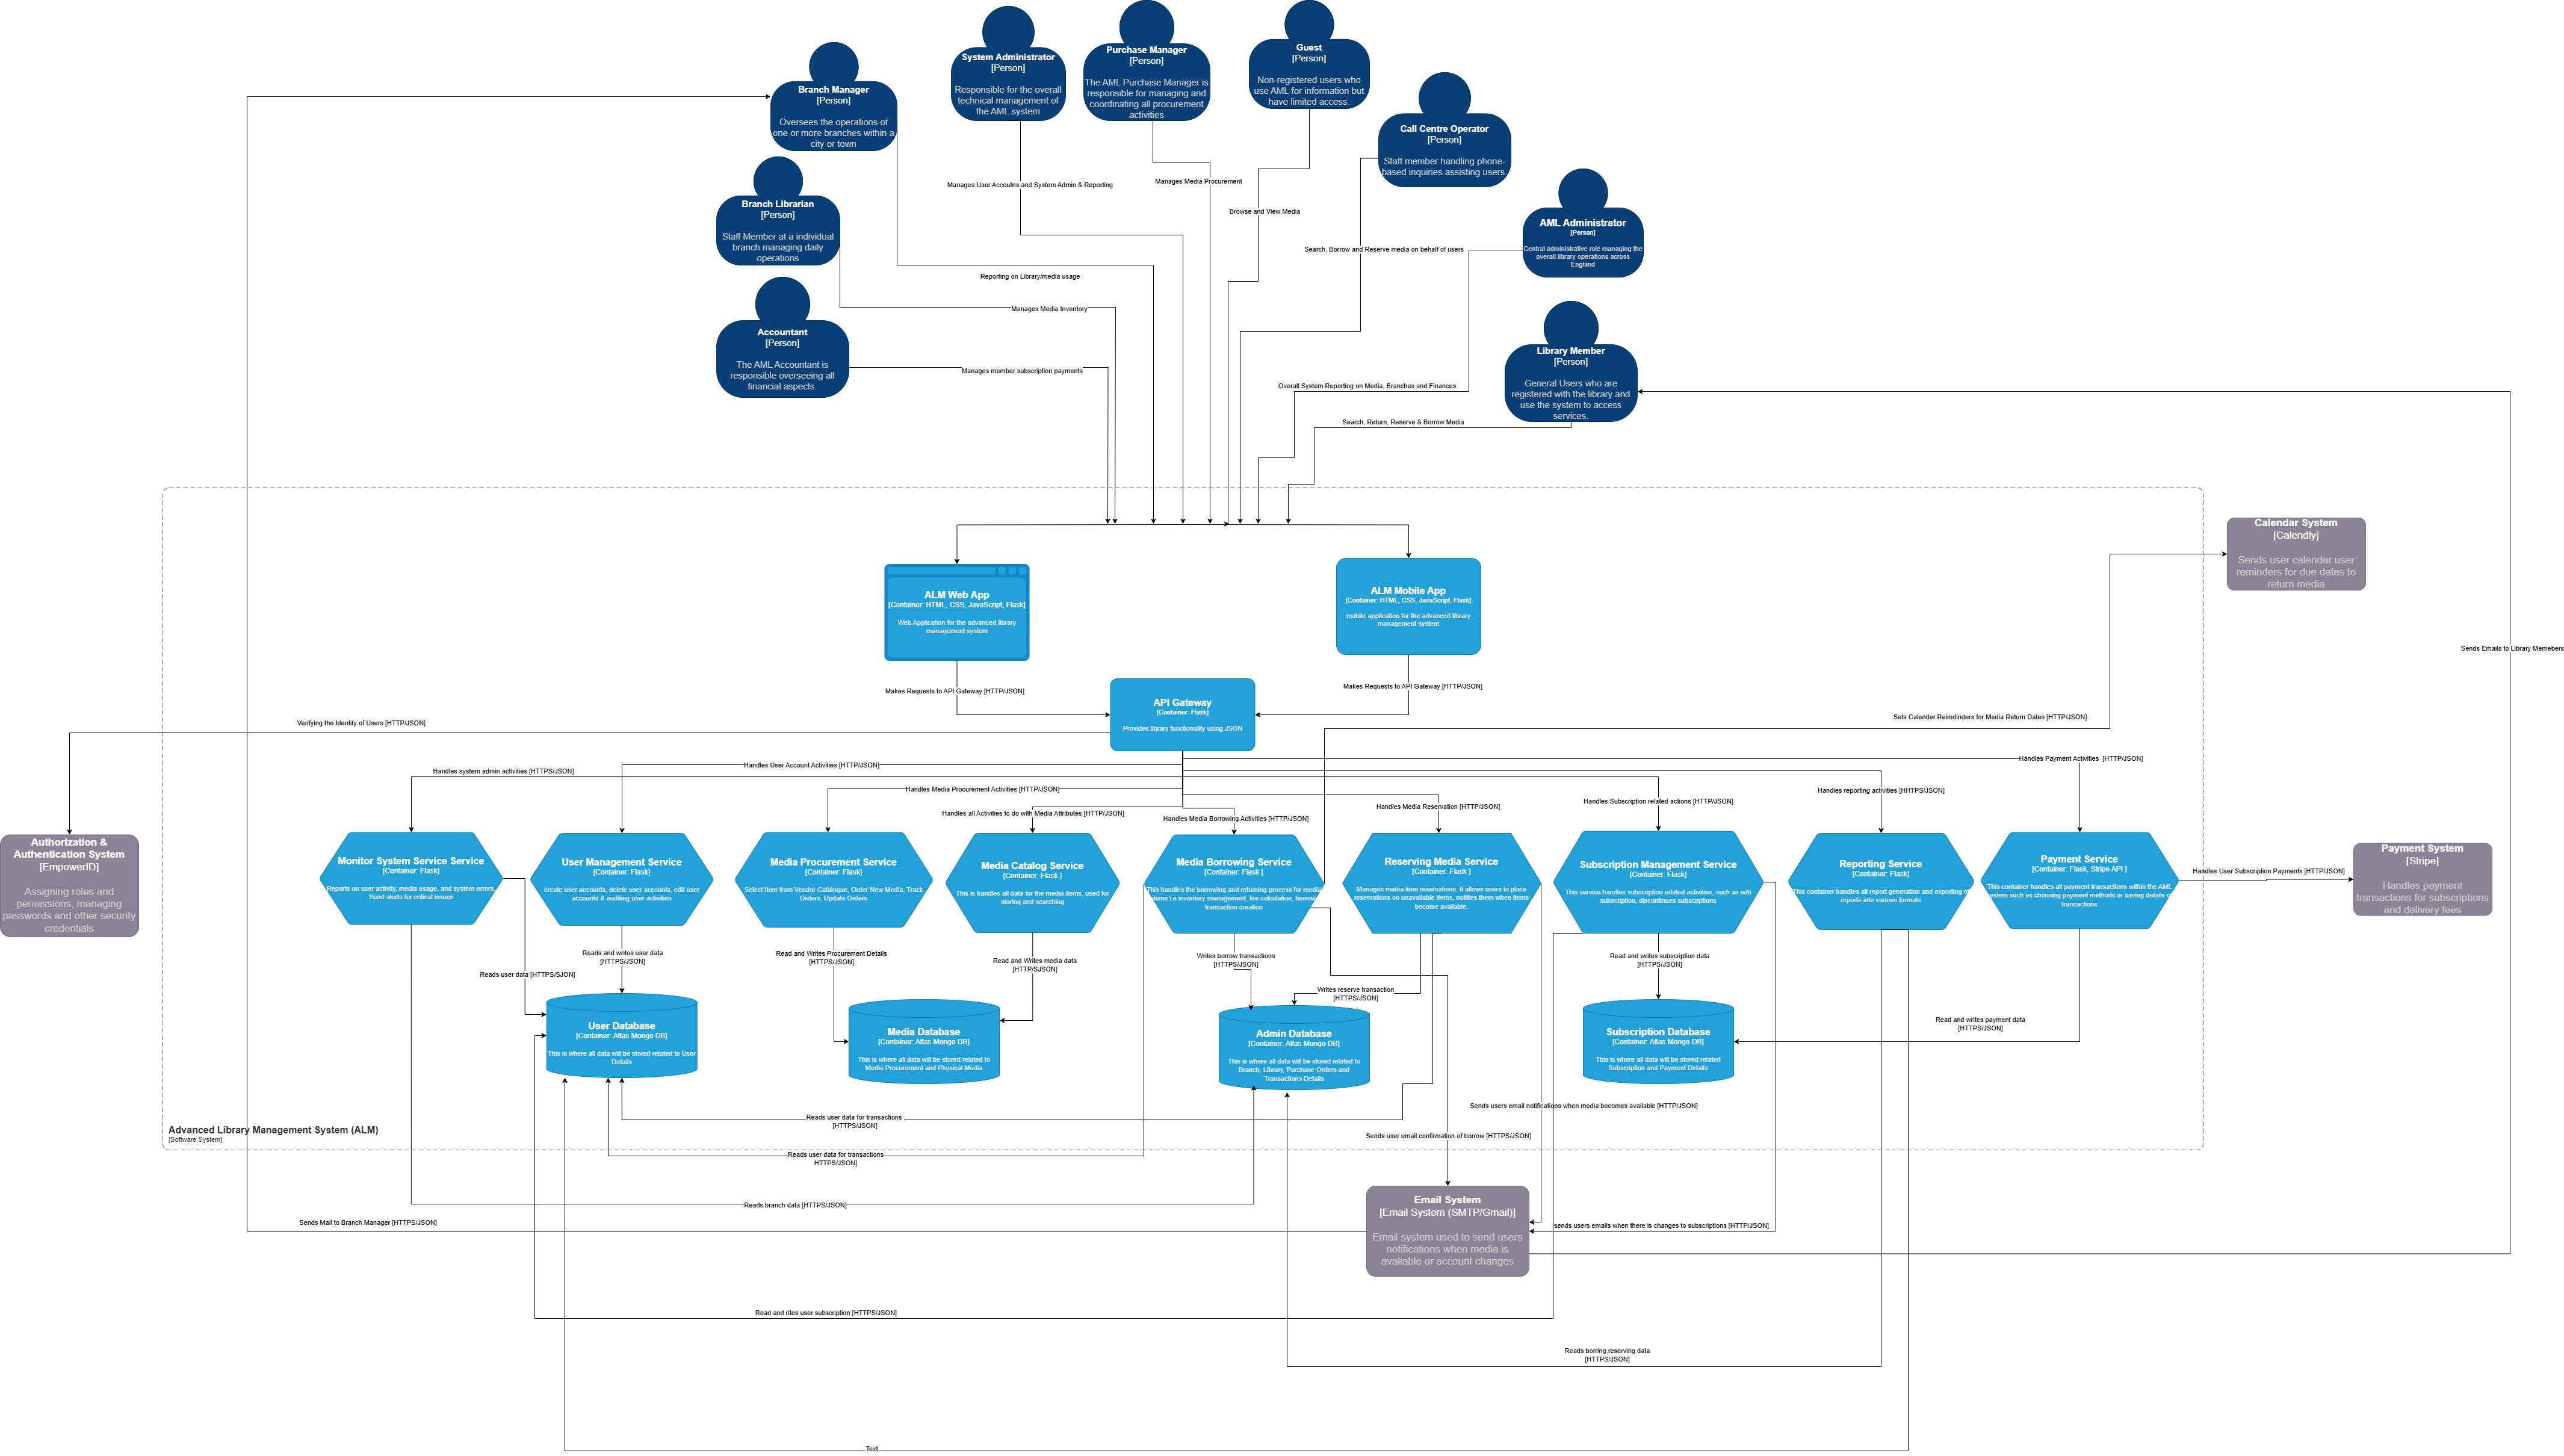 System Administrator
[Person]
Responsible for the overall
technical management of
the AML system
Purchase Manager
[Person]
The AML Purchase Manager is
responsible for managing and
coordinating all procurement
activities
Guest
[Person]
Non-registered users who
use AML for information but
have limited access.
Branch Manager
[Person]
Oversees the operations of
one or more branches within a
city or town
Call Centre Operator
[Person]
Staff member handling phone-
based inquiries assisting users.
Branch Librarian
[Person]
Staff Member at a individual
branch managing daily
operations
AML Administrator
[Person]
Central administrative role managing the
overall library operations across
England
Accountant
[Person]
The AML Accountant is
responsible overseeing all
financial aspects.
Library Member
[Person]
General Users who are
registered with the library and
use the system to access
services.
Manages User Accoutns and System Admin & Reporting
Manages Media Procurement
Browse and View Media
Search, Borrow and Reserve media on behalf of users
Reporting on Library/media usage
Manages Media Inventory
Manages member subscription payments
Overall System Reporting on Media, Branches and Finances
Search, Return, Reserve & Borrow Media
Calendar System
[Calendly]
Sends user calendar user
reminders for due dates to
return media
ALM Web App
[Container: HTML, CSS, JavaScript, Flask]
Web Application for the advanced library
management system
ALM Mobile App
[Container: HTML, CSS, JavaScript, Flask]
mobile application for the advanced library
management system
Sends Emails to Library Memebers
Makes Requests to API Gateway [HTTP/JSON]
Makes Requests to API Gateway [HTTP/JSON]
API Gateway
[Container: Flask]
Provides library functionality using JSON
Verifying the Identity of Users [HTTP/JSON]
Sets Calender Reimdinders for Media Return Dates [HTTP/JSON]
Handles system admin activities [HTTPS/JSON]
Handles User Account Activities [HTTP/JSON]
Handles Media Procurement Activities [HTTP/JSON]
Handles all Activities to do with Media Attributes [HTTP/JSON]
Handles Media Borrowing Activities [HTTP/JSON]
Handles Media Reservation [HTTP/JSON]
Handles Subscription related actions [HTTP/JSON]
Handles reporting activities [HHTPS/JSON]
Handles Payment Activities [HTTP/JSON]
Authorization &
Authentication System
[EmpowerID]
Assigning roles and
permissions, managing
passwords and other security
credentials
Monitor System Service Service
[Container: Flask]
Reports on user activity, media usage, and system errors.
Send alerts for critical issues
User Management Service
[Container: Flask]
create user accounts, delete user accounts, edit user
accounts & auditing user activities
Media Procurement Service
[Container: Flask]
Select Item from Vendor Catalogue, Order New Media, Track
Orders, Update Orders
Media Catalog Service
[Container: Flask ]
This is handles all data for the media items, used for
storing and searching
Media Borrowing Service
[Container: Flask ]
This handles the borrowing and returning process for media
items i.e inventory management, fee calculation, borrow
transaction creation
Reserving Media Service
[Container: Flask ]
Manages media item reservations. It allows users to place
reservations on unavailable items, notifies them when items
become available.
Subscription Management Service
[Container: Flask]
This service handles subscription related activities, such as edit
subscription, discontinues subscriptions
Reporting Service
[Container: Flask]
This container handles all report generation and exporting of
reports into various formats
Payment Service
[Container: Flask, Stripe API ]
This container handles all payment transactions within the AML
system such as choosing payment methods or saving details of
transactions
Handles User Subscription Payments [HTTP/JSON]
Payment System
[Stripe]
Handles payment
transactions for subscriptions
and delivery fees
Reads user data [HTTPS/SJON]
Reads and writes user data
[HTTPS/JSON]
Read and Writes Procurement Details
[HTTPS/JSON]
Read and Writes media data
[HTTP/SJSON]
Writes borrow transactions
[HTTPS/JSON]
Writes reserve transaction
[HTTPS/JSON]
Read and writes subscription data
[HTTPS/JSON]
Read and writes payment data
[HTTPS/JSON]
User Database
[Container: Atlas Mongo DB]
This is where all data will be stored related to User
Details
Media Database
[Container: Atlas Mongo DB]
This is where all data will be stored related to
Media Procurement and Physical Media
Admin Database
[Container: Atlas Mongo DB]
This is where all data will be stored related to
Branch, Library, Purchase Orders and
Transactions Details
Subscription Database
[Container: Atlas Mongo DB]
This is where all data will be stored related
Subscription and Payment Details
Reads user data for transactions
[HTTPS/JSON]
Sends users email notifications when media becomes available [HTTP/JSON]
Advanced Library Management System (ALM)
[Software System]
Sends user email confirmation of borrow [HTTPS/JSON]
Reads user data for transactions
HTTPS/JSON]
Reads branch data [HTTPS/JSON]
Sends Mail to Branch Manager [HTTPS/JSON]
Email System
[Email System (SMTP/Gmail)]
Email system used to send users
notifications when media is
avaliable or account changes
sends users emails when there is changes to subscriptions [HTTP/JSON]
Read and rites user subscription [HTTPS/JSON]
Reads borring,reserving data
[HTTPS/JSON]
Text